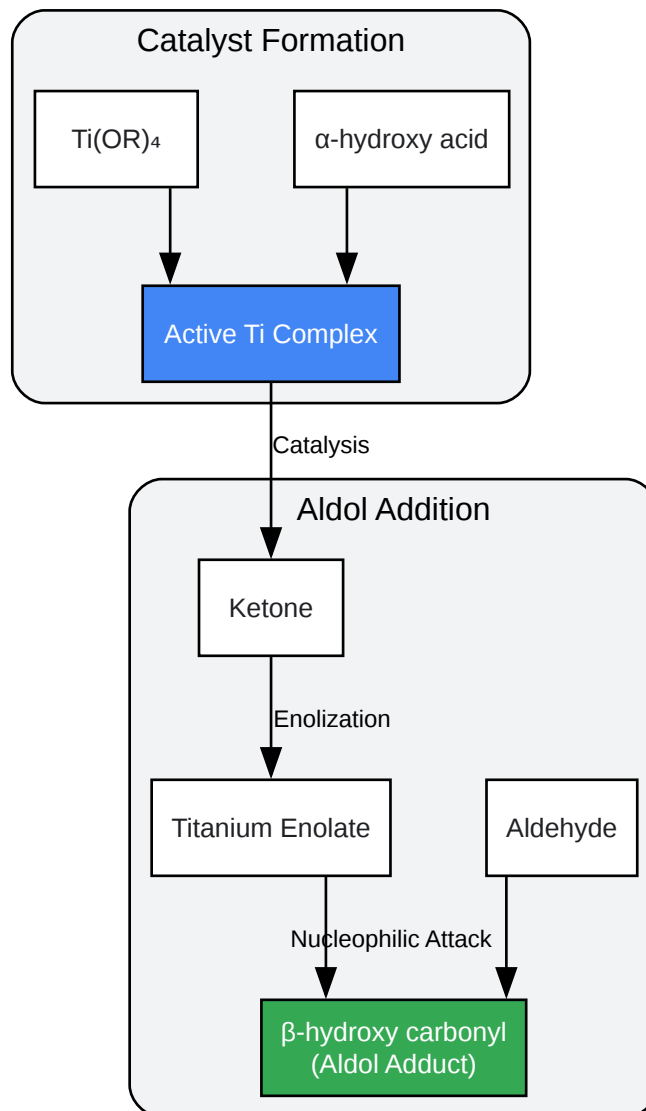 Catalyst Formation
Ti(OR)₄
α-hydroxy acid
Active Ti Complex
Catalysis
Aldol Addition
Ketone
Enolization
Titanium Enolate
Aldehyde
Nucleophilic Attack
β-hydroxy carbonyl
(Aldol Adduct)